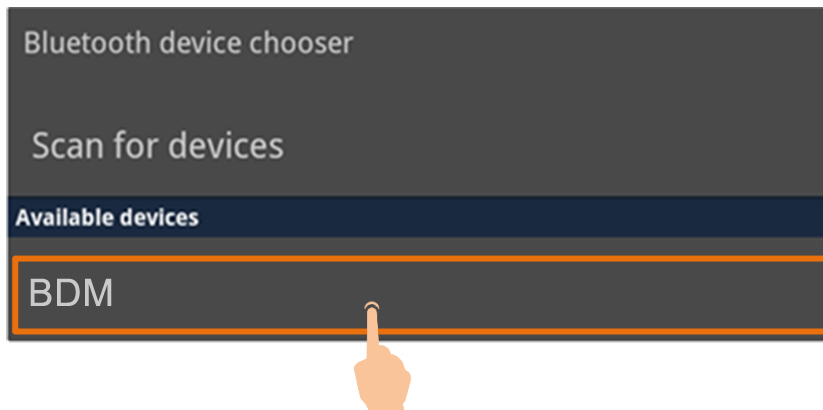 Bluetooth device chooser
Scan for devices
Available devices
BDM